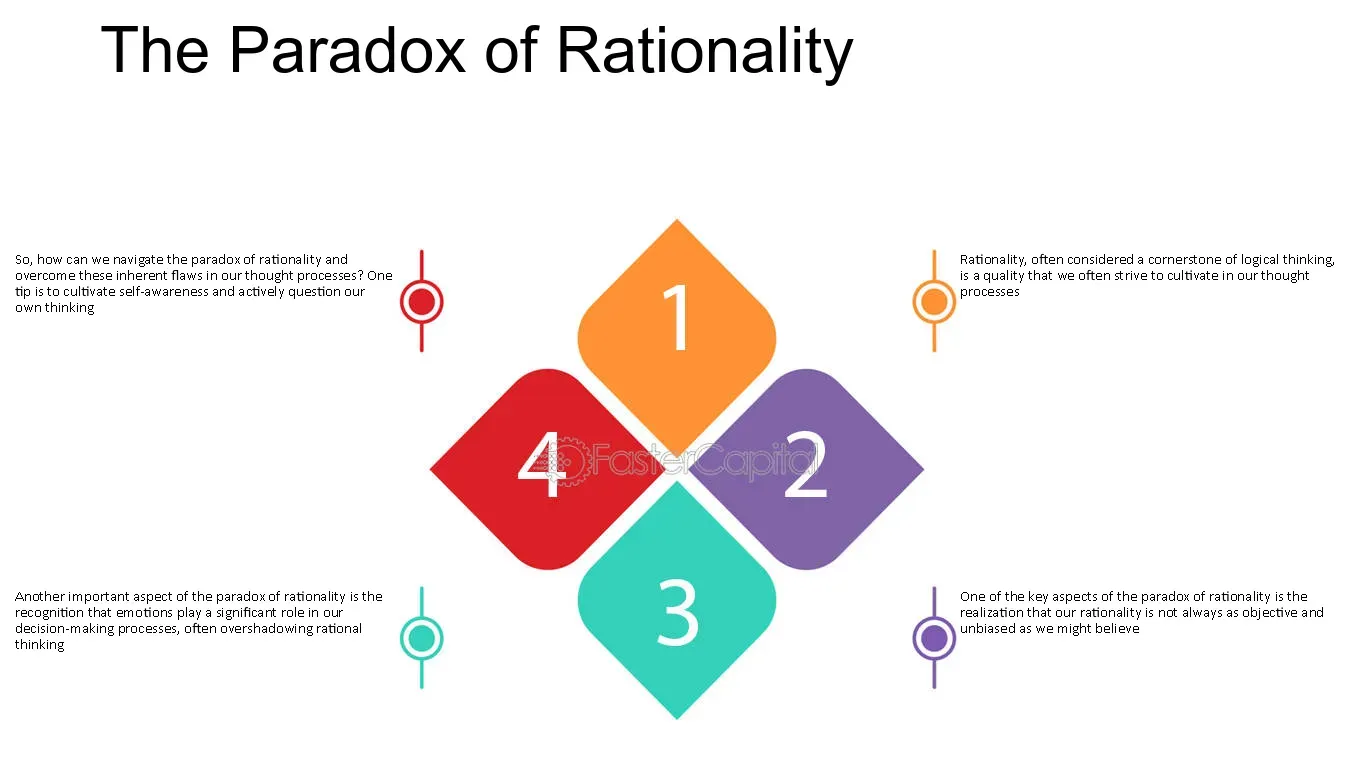 The Paradox of Rationality
So, how can we navigate the paradox of rationality and
overcome these inherent flaws in our thought processes? One
tip is to cultivate self-awareness and actively question our
own thinking
Rationality, often considered a cornerstone of logical thinking,
is a quality that we often strive to cultivate in our thought
processes
1
4
FasterCapital
2
3
Another important aspect of the paradox of rationality is the
recognition that emotions play a significant role in our
decision-making processes, often overshadowing rational
thinking
One of the key aspects of the paradox of rationality is the
realization that our rationality is not always as objective and
unbiased as we might believe